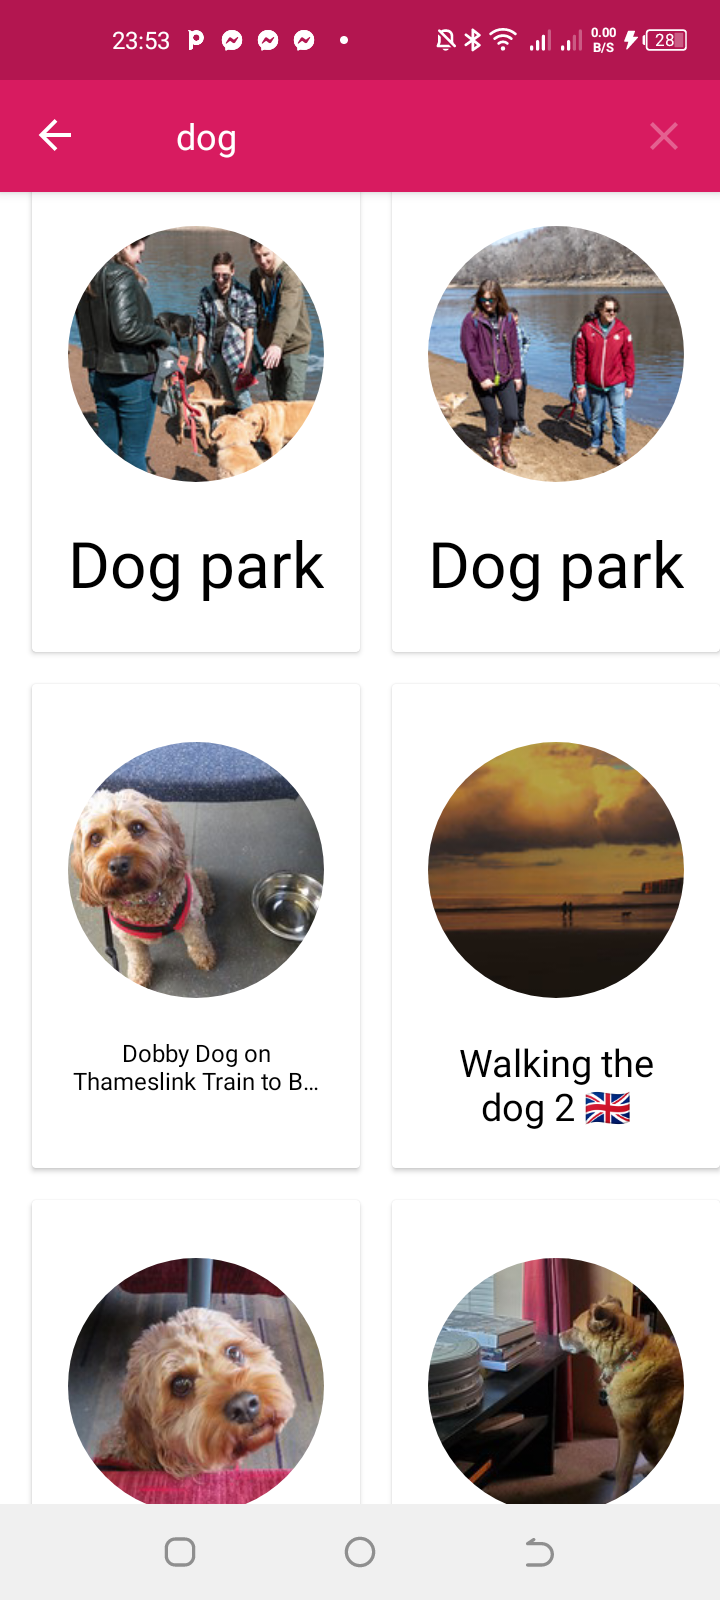 23:53
0.00
B/S
28
dog
Dog park
Dog park
Dobby Dog on
Thameslink Train to B...
Walking the
dog 2 🇬🇧